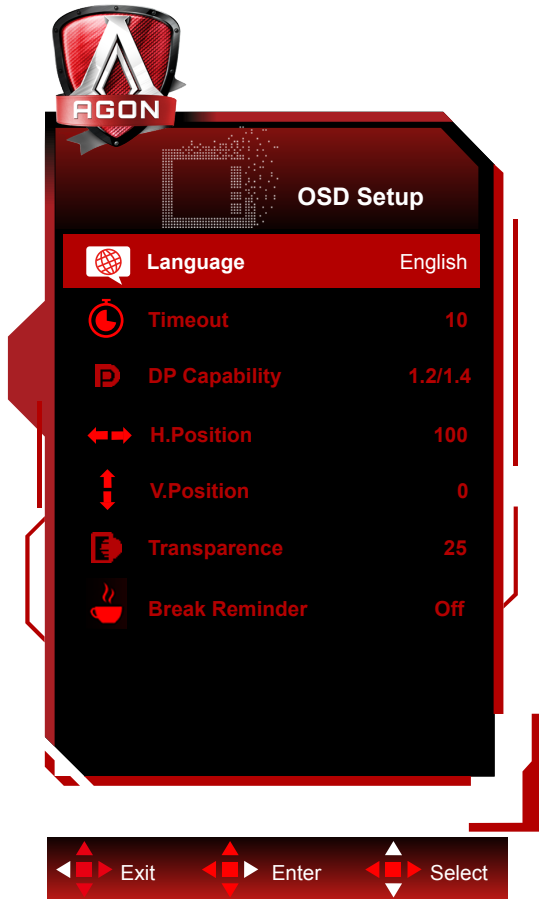 AGON
OSD Setup
Language English
Timeout 10
DP Capability 1.2/1.4
H.Position 100
V.Position 0
Transparence 25
Break Reminder Off
Exit Enter Select